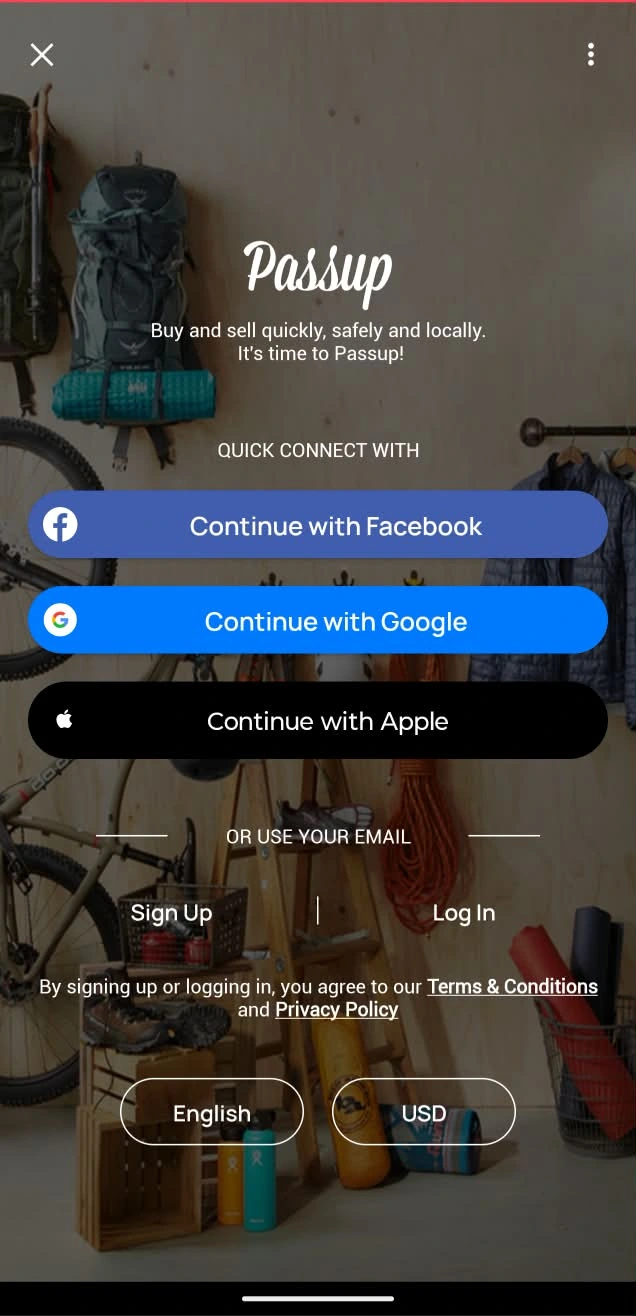 Passup
Buy and sell quickly, safely and locally.
It's time to Passup!
QUICK CONNECT WITH
Continue with Facebook
Continue with Google
Continue with Apple
OR USE YOUR EMAIL
Sign Up
Log In
By signing up or logging in, you agree to our Terms & Conditions
and Privacy Policy
English
USD